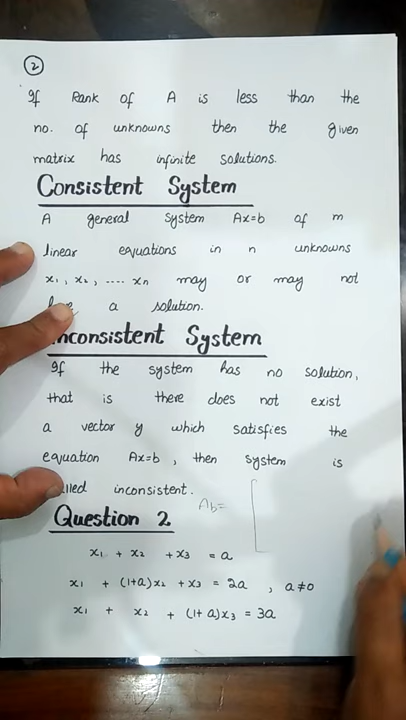 2
If Rank of A is less than the
no. of unknowns then the given
matrix has infinite solutions.
Consistent System
A general system Ax=b of m
linear equations in n unknowns
x₁, x₂, .... xn may or may not
a solution.
Inconsistent System
If the system has no solution,
that is there does not exist
a vector y which satisfies the
equation Ax=b, then system is
inconsistent.
Ab=
Question 2
x₁ + x₂ + x₃ = a
x₁ + (1+a)x₂ + x₃ = 2a , a≠0
x₁ + x₂ + (1+a)x₃ = 3a